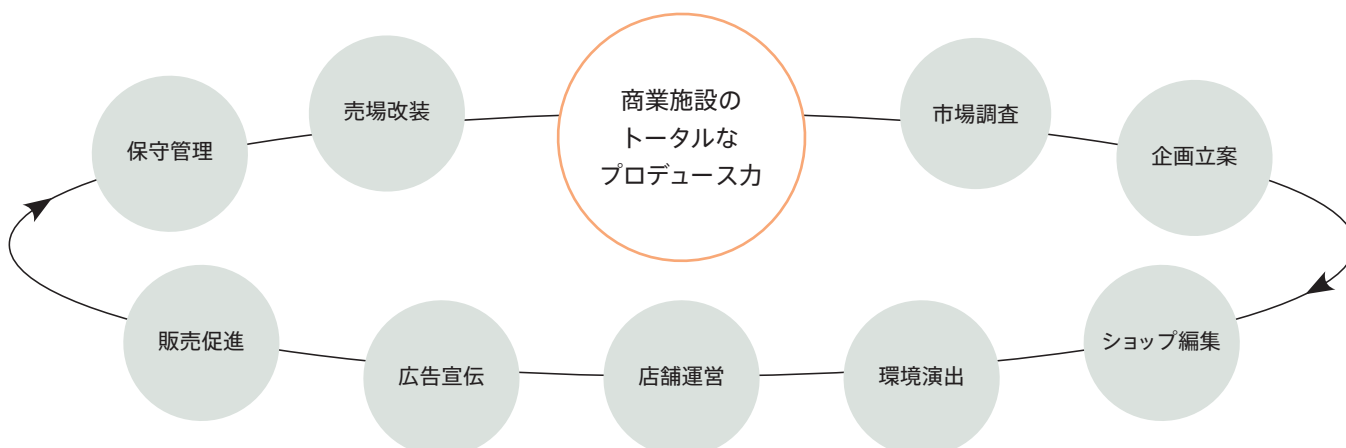 商業施設の
トータルな
プロデュース力
市場調査
企画立案
ショップ編集
環境演出
店舗運営
広告宣伝
販売促進
保守管理
売場改装